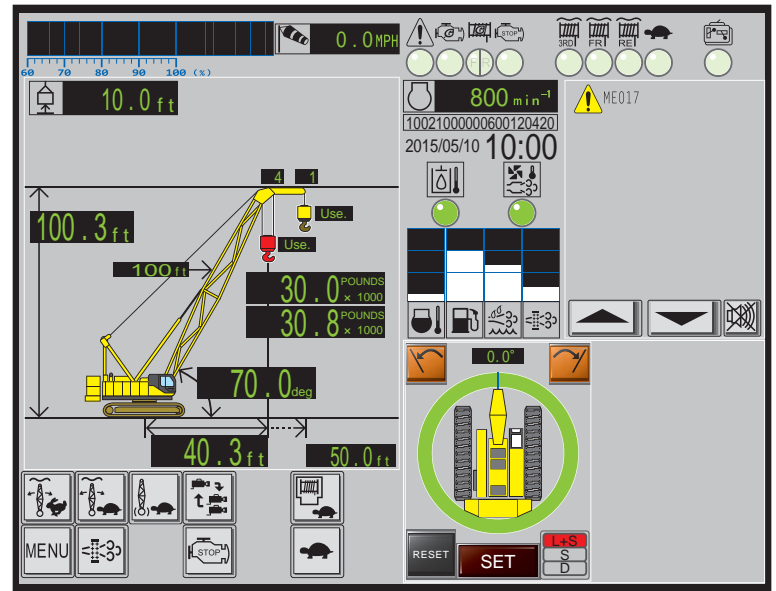 0.0 MPH
60 70 80 90 100 (%)
3RD FR RE
F R
STOP
10.0 ft
800 min⁻¹
ME017
10021000000600120420
2015/05/10 10:00
4 1
Use.
Use.
100.3 ft
100 ft
30.0 POUNDS × 1000
30.8 POUNDS × 1000
70.0 deg
0.0°
40.3 ft
50.0 ft
MENU
STOP
RESET
SET
L+S
S
D